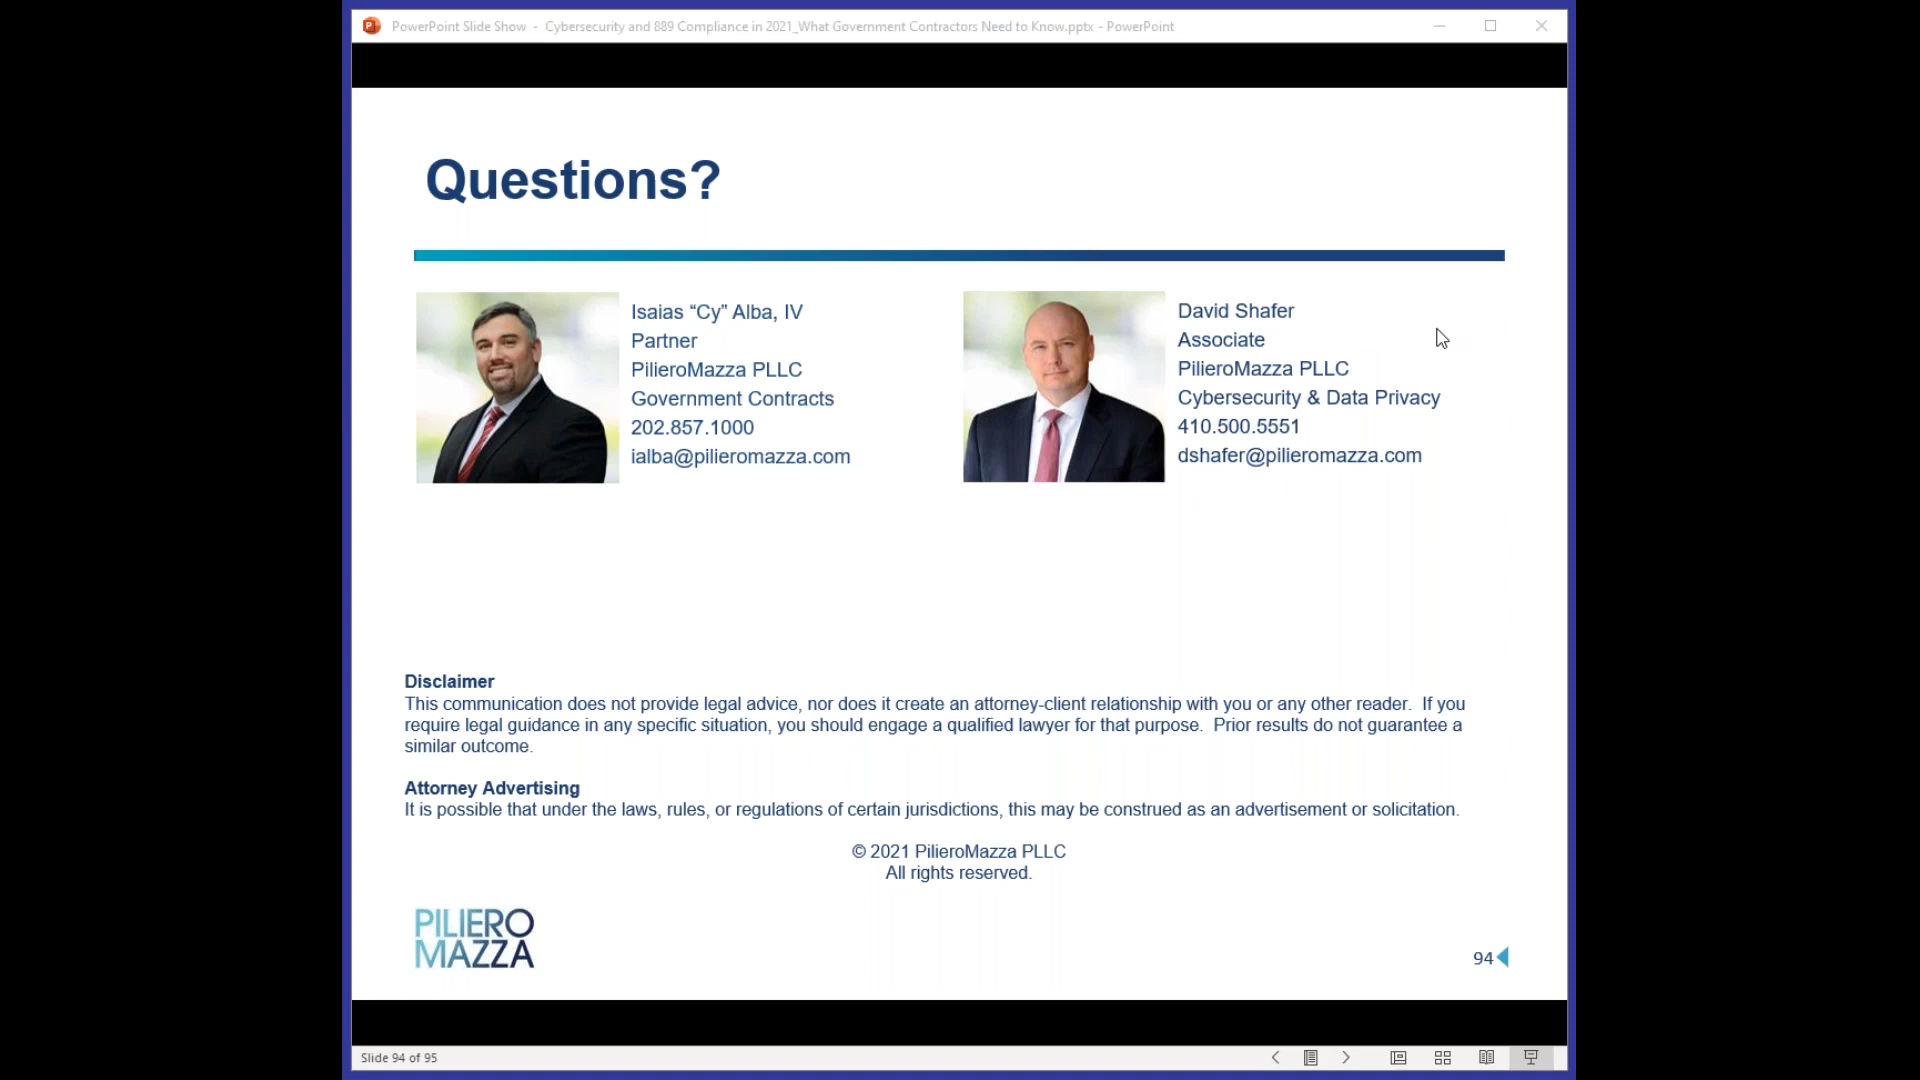 PowerPoint Slide Show - Cybersecurity and 889 Compliance in 2021_What Government Contractors Need to Know.pptx - PowerPoint
Questions?
Isaias “Cy” Alba, IV
Partner
PilieroMazza PLLC
Government Contracts
202.857.1000
ialba@pilieromazza.com
David Shafer
Associate
PilieroMazza PLLC
Cybersecurity & Data Privacy
410.500.5551
dshafer@pilieromazza.com
Disclaimer
This communication does not provide legal advice, nor does it create an attorney-client relationship with you or any other reader. If you
require legal guidance in any specific situation, you should engage a qualified lawyer for that purpose. Prior results do not guarantee a
similar outcome.
Attorney Advertising
It is possible that under the laws, rules, or regulations of certain jurisdictions, this may be construed as an advertisement or solicitation.
© 2021 PilieroMazza PLLC
All rights reserved.
PILIERO
MAZZA
94
Slide 94 of 95